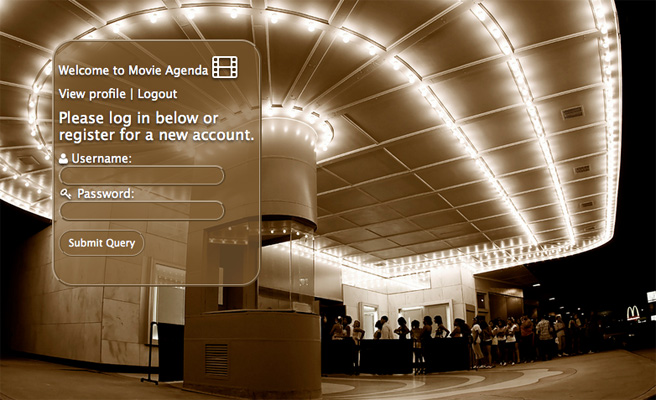 Welcome to Movie Agenda
View profile | Logout
Please log in below or
register for a new account.
Username:
Password:
Submit Query